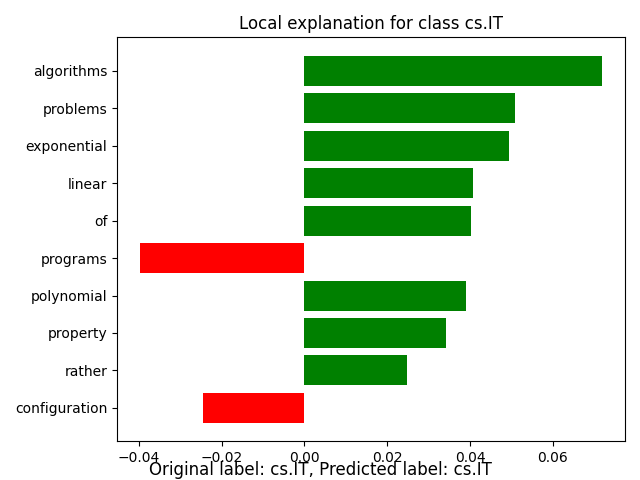 Local explanation for class cs.IT
algorithms
problems
exponential
linear
of
programs
polynomial
property
rather
configuration
−0.04 −0.02 0.00 0.02 0.04 0.06
Original label: cs.IT, Predicted label: cs.IT